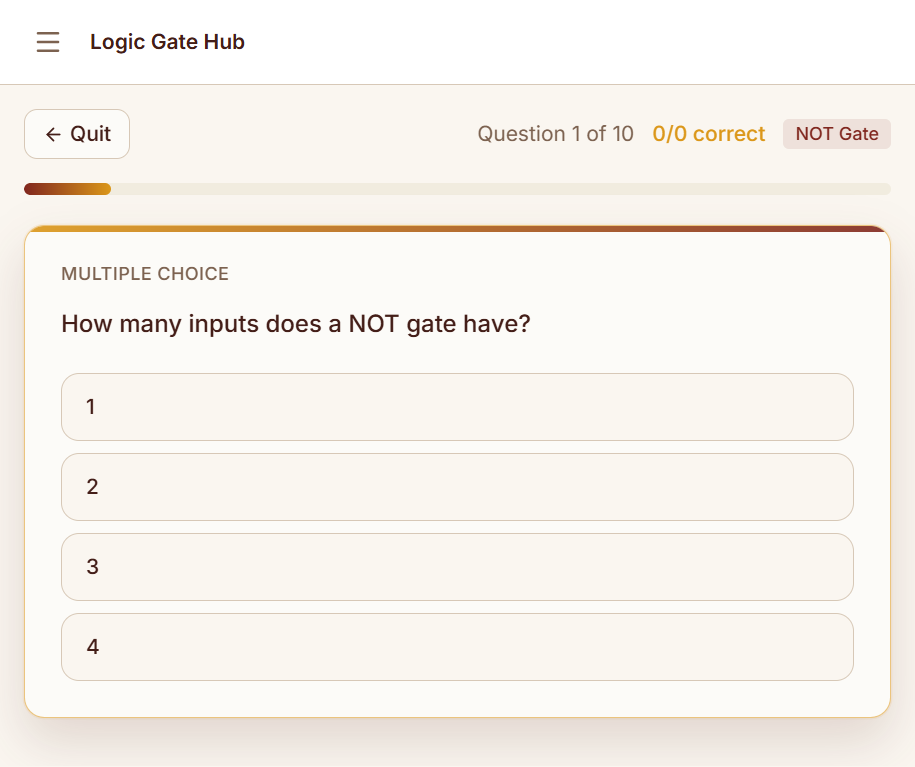 Logic Gate Hub
← Quit
Question 1 of 10 0/0 correct NOT Gate
MULTIPLE CHOICE
How many inputs does a NOT gate have?
1
2
3
4